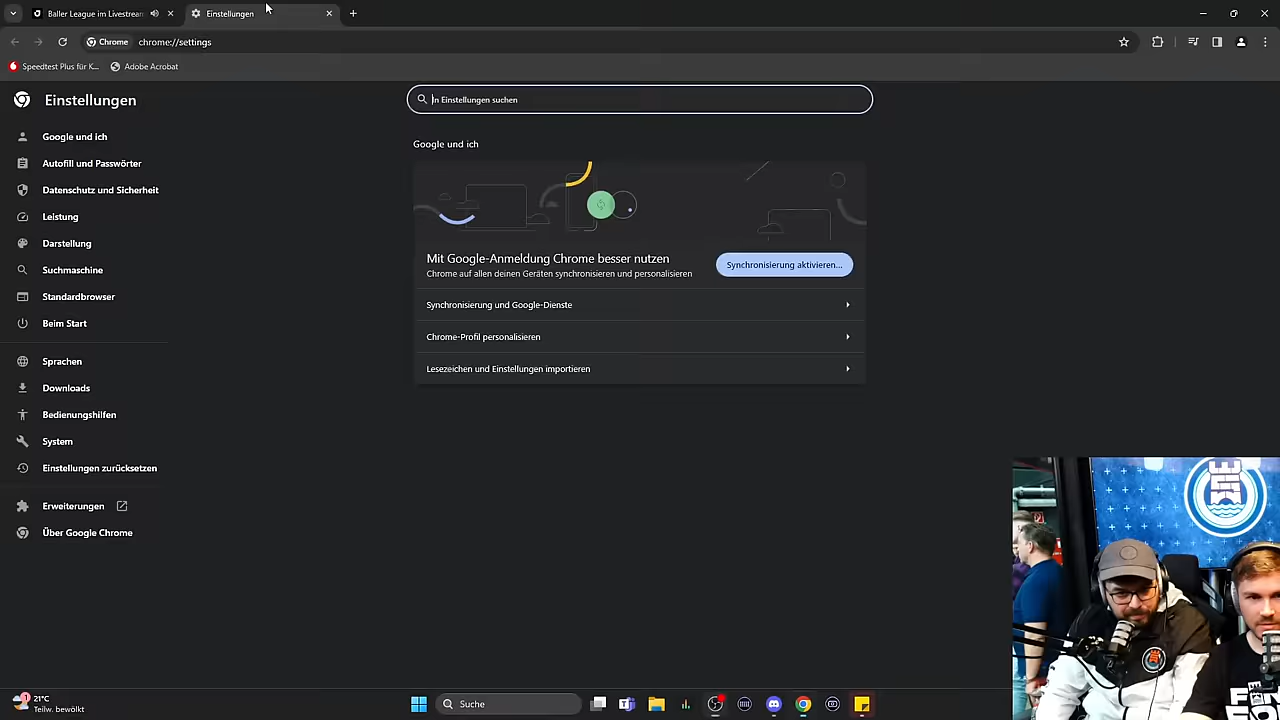 Baller League im Livestream
Einstellungen
Chrome
chrome://settings
Speedtest Plus für K...
Adobe Acrobat
Einstellungen
In Einstellungen suchen
Google und ich
Autofill und Passwörter
Datenschutz und Sicherheit
Leistung
Darstellung
Suchmaschine
Standardbrowser
Beim Start
Sprachen
Downloads
Bedienungshilfen
System
Einstellungen zurücksetzen
Erweiterungen
Über Google Chrome
Google und ich
Mit Google-Anmeldung Chrome besser nutzen
Chrome auf allen deinen Geräten synchronisieren und personalisieren
Synchronisierung aktivieren...
Synchronisierung und Google-Dienste
Chrome-Profil personalisieren
Lesezeichen und Einstellungen importieren
1
21°C
Teilw. bewölkt
Suche